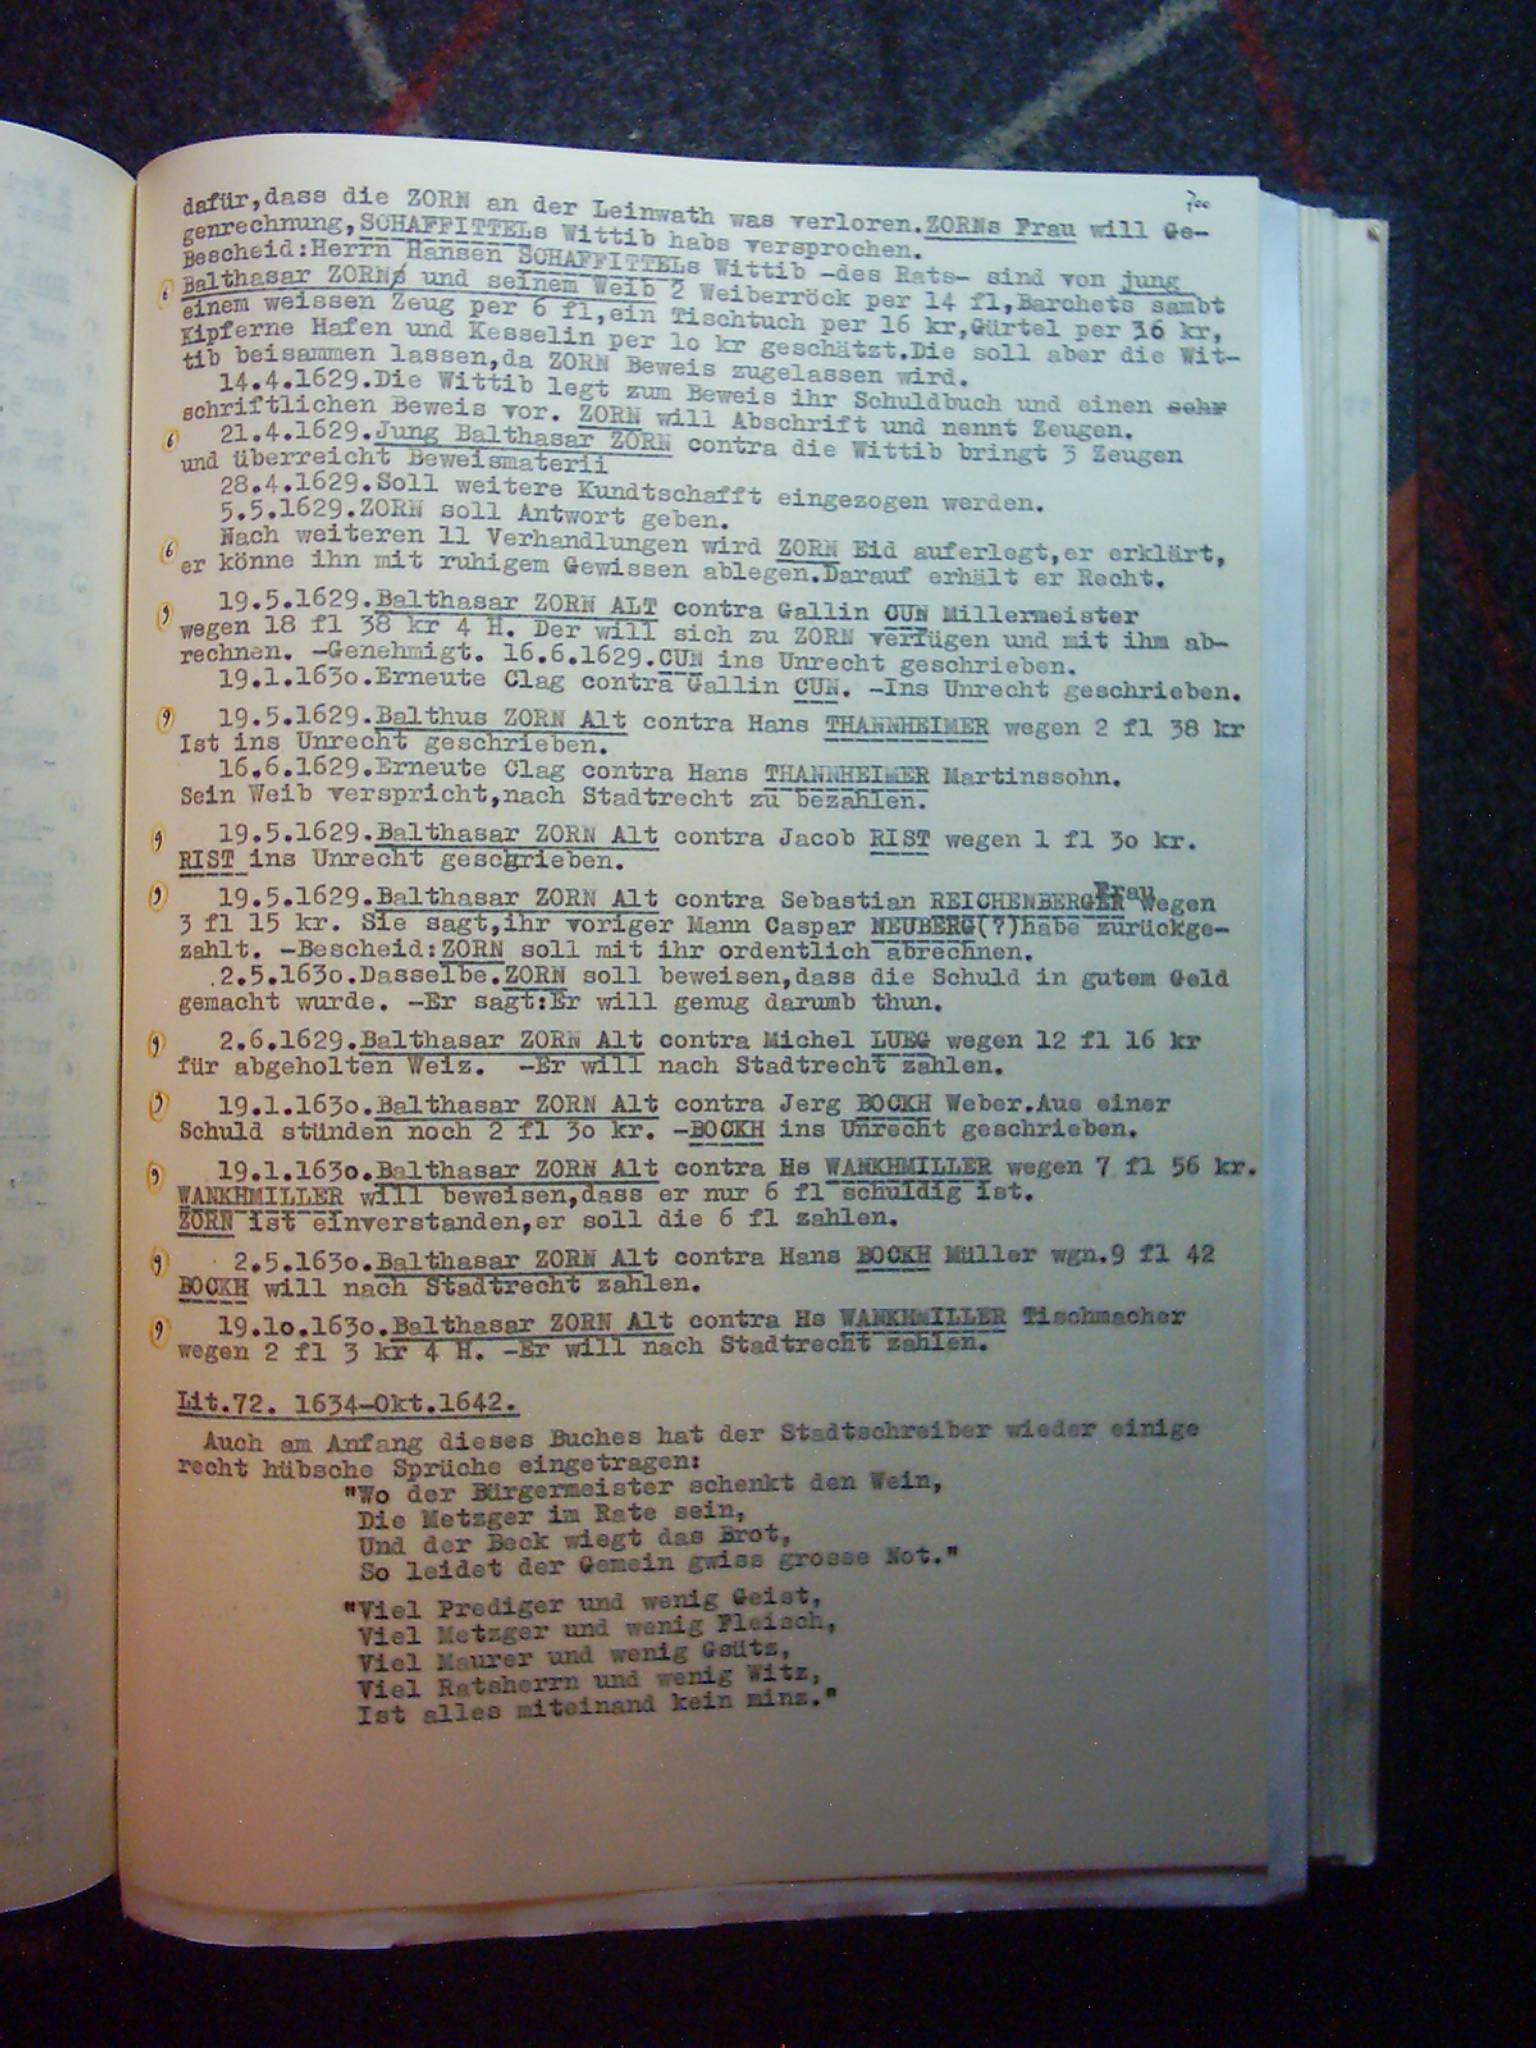 700
dafür,dass die ZORN an der Leinwath was verloren.ZORNs Frau will Ge-
genrechnung,SCHAFFITTELs Wittib habs versprochen.
Bescheid:Herrn Hansen SCHAFFITTELs Wittib -des Rats- sind von jung
6 Balthasar ZORNs und seinem Weib 2 Weiberröck per 14 fl,Barchets sambt
einem weissen Zeug per 6 fl,ein Tischtuch per 16 kr,Gürtel per 36 kr,
Kipferne Hafen und Kesselin per 1o kr geschätzt.Die soll aber die Wit-
tib beisammen lassen,da ZORN Beweis zugelassen wird.
14.4.1629.Die Wittib legt zum Beweis ihr Schuldbuch und einen sehr
schriftlichen Beweis vor. ZORN will Abschrift und nennt Zeugen.
6 21.4.1629.Jung Balthasar ZORN contra die Wittib bringt 3 Zeugen
und überreicht Beweismaterii
28.4.1629.Soll weitere Kundtschafft eingezogen werden.
5.5.1629.ZORN soll Antwort geben.
6 Nach weiteren 11 Verhandlungen wird ZORN Eid auferlegt,er erklärt,
er könne ihn mit ruhigem Gewissen ablegen.Darauf erhält er Recht.
9 19.5.1629.Balthasar ZORN ALT contra Gallin CUN Millermeister
wegen 18 fl 38 kr 4 H. Der will sich zu ZORN verfügen und mit ihm ab-
rechnen. -Genehmigt. 16.6.1629.CUN ins Unrecht geschrieben.
19.1.163o.Erneute Clag contra Gallin CUN. -Ins Unrecht geschrieben.
9 19.5.1629.Balthus ZORN Alt contra Hans THANNHEIMER wegen 2 fl 38 kr
Ist ins Unrecht geschrieben.
16.6.1629.Erneute Clag contra Hans THANNHEIMER Martinssohn.
Sein Weib verspricht,nach Stadtrecht zu bezahlen.
9 19.5.1629.Balthasar ZORN Alt contra Jacob RIST wegen 1 fl 3o kr.
RIST ins Unrecht geschrieben.
9 19.5.1629.Balthasar ZORN Alt contra Sebastian REICHENBERGER Frau wegen
3 fl 15 kr. Sie sagt,ihr voriger Mann Caspar NEUBERG(?)habe zurückge-
zahlt. -Bescheid:ZORN soll mit ihr ordentlich abrechnen.
2.5.163o.Dasselbe.ZORN soll beweisen,dass die Schuld in gutem Geld
gemacht wurde. -Er sagt:Er will genug darumb thun.
9 2.6.1629.Balthasar ZORN Alt contra Michel LUEG wegen 12 fl 16 kr
für abgeholten Weiz. -Er will nach Stadtrecht zahlen.
9 19.1.163o.Balthasar ZORN Alt contra Jerg BOCKH Weber.Aus einer
Schuld stünden noch 2 fl 3o kr. -BOCKH ins Unrecht geschrieben.
9 19.1.163o.Balthasar ZORN Alt contra Hs WANKHMILLER wegen 7 fl 56 kr.
WANKHMILLER will beweisen,dass er nur 6 fl schuldig ist.
ZORN ist einverstanden,er soll die 6 fl zahlen.
9 2.5.163o.Balthasar ZORN Alt contra Hans BOCKH Müller wgn.9 fl 42
BOCKH will nach Stadtrecht zahlen.
9 19.1o.163o.Balthasar ZORN Alt contra Hs WANKHMILLER Tischmacher
wegen 2 fl 3 kr 4 H. -Er will nach Stadtrecht zahlen.
Lit.72. 1634-Okt.1642.
Auch am Anfang dieses Buches hat der Stadtschreiber wieder einige
recht hübsche Sprüche eingetragen:
"Wo der Bürgermeister schenkt den Wein,
Die Metzger im Rate sein,
Und der Beck wiegt das Brot,
So leidet der Gemein gwiss grosse Not."
"Viel Prediger und wenig Geist,
Viel Metzger und wenig Fleisch,
Viel Maurer und wenig Gsütz,
Viel Ratsherrn und wenig Witz,
Ist alles miteinand kein minz."